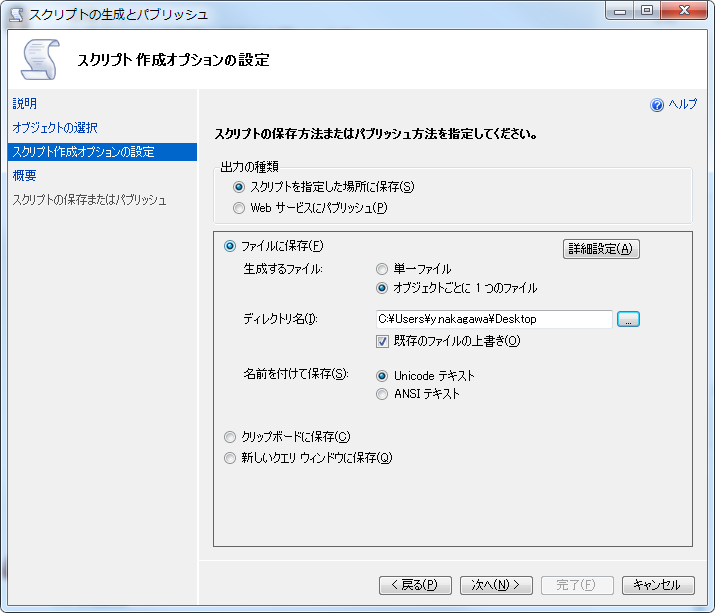 スクリプトの生成とパブリッシュ
スクリプト作成オプションの設定
説明
オブジェクトの選択
スクリプト作成オプションの設定
概要
スクリプトの保存またはパブリッシュ
ヘルプ
スクリプトの保存方法またはパブリッシュ方法を指定してください。
出力の種類
スクリプトを指定した場所に保存(S)
Web サービスにパブリッシュ(P)
ファイルに保存(F)
詳細設定(A)
生成するファイル:
単一ファイル
オブジェクトごとに 1 つのファイル
ディレクトリ名(I):
C:¥Users¥y.nakagawa¥Desktop
...
既存のファイルの上書き(O)
名前を付けて保存(S):
Unicode テキスト
ANSI テキスト
クリップボードに保存(C)
新しいクエリ ウィンドウに保存(Q)
< 戻る(P)
次へ(N) >
完了(F)
キャンセル